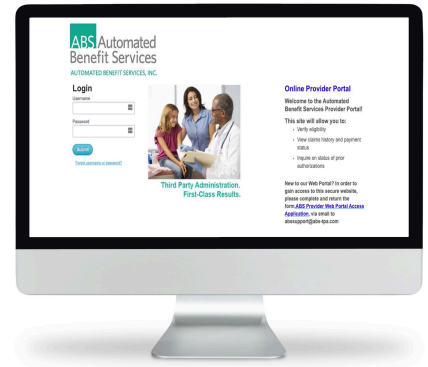 ABS Automated
Benefit Services
AUTOMATED BENEFIT SERVICES, INC.
Login
Username
Password
Submit
Forgot username or password?
Third Party Administration.
First-Class Results.
Online Provider Portal
Welcome to the Automated
Benefit Services Provider Portal!
This site will allow you to:
• Verify eligibility
• View claims history and payment
status
• Inquire on status of prior
authorizations
New to our Web Portal? In order to
gain access to this secure website,
please complete and return the
form,ABS Provider Web Portal Access
Application, via email to
abssupport@abs-tpa.com